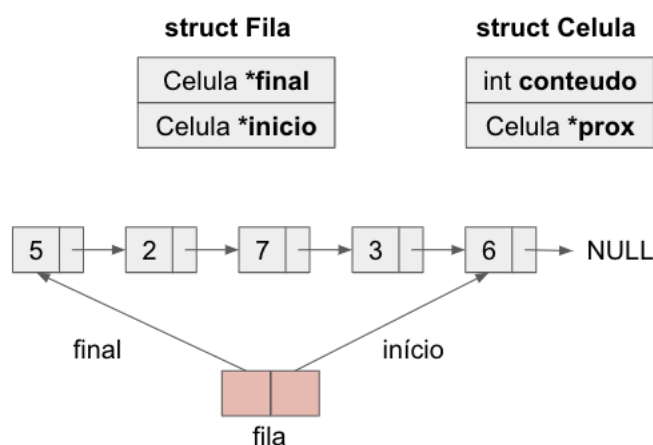 struct Fila
struct Celula
Celula *final
int conteudo
Celula *inicio
Celula *prox
5 2 7 3 6 NULL
final
início
fila